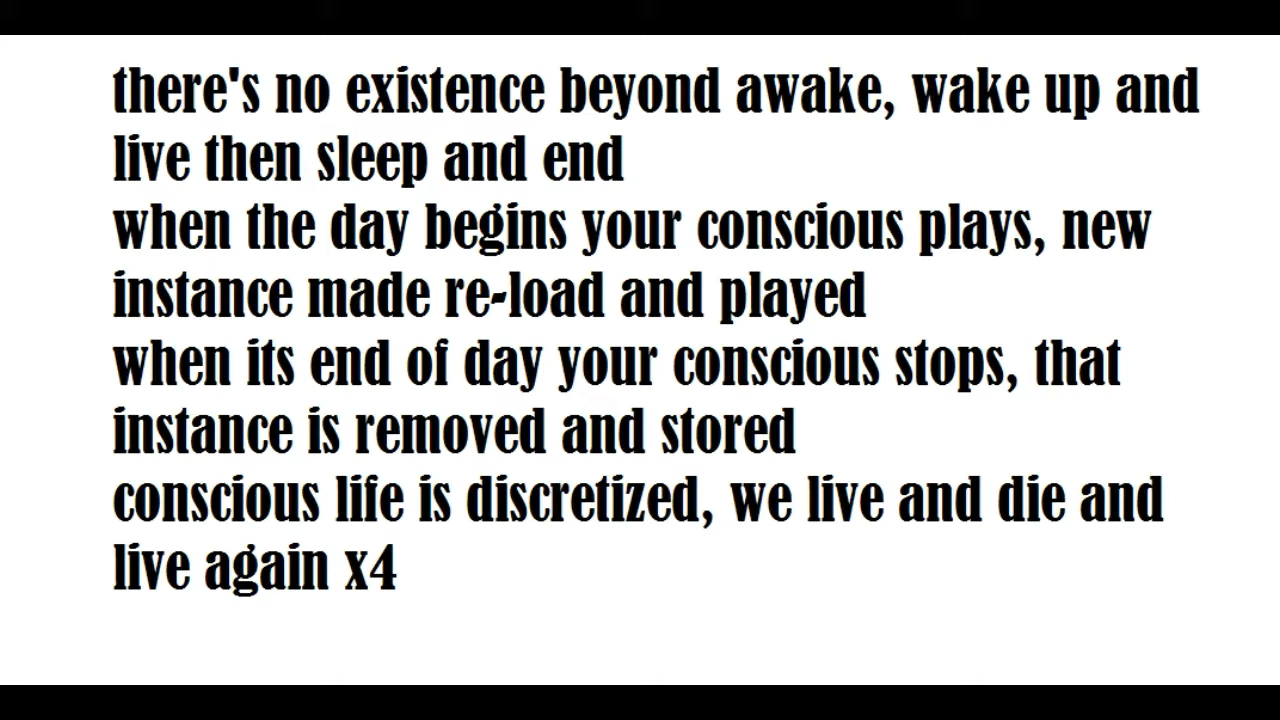 there's no existence beyond awake, wake up and
live then sleep and end
when the day begins your conscious plays, new
instance made re-load and played
when its end of day your conscious stops, that
instance is removed and stored
conscious life is discretized, we live and die and
live again x4